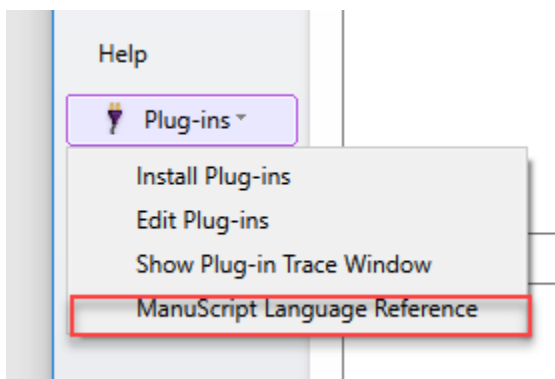 Help
Plug-ins
Install Plug-ins
Edit Plug-ins
Show Plug-in Trace Window
ManuScript Language Reference